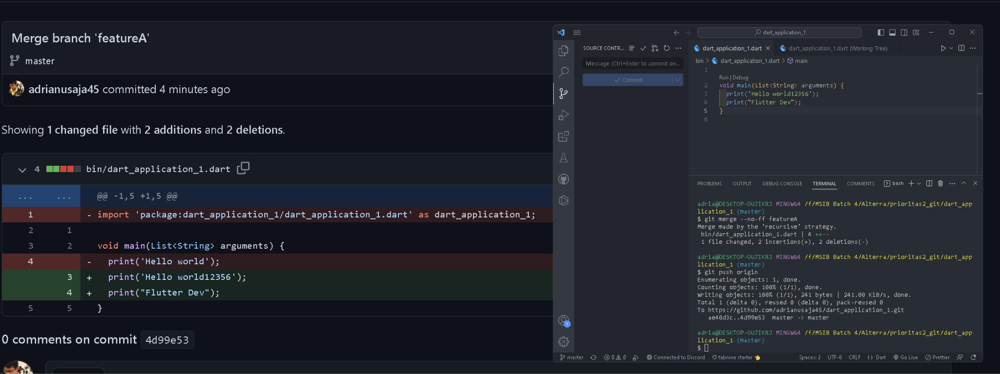 Merge branch 'featureA'
master
adrianusaja45 committed 4 minutes ago
Showing 1 changed file with 2 additions and 2 deletions.
4 bin/dart_application_1.dart
... ... @@ -1,5 +1,5 @@
1 - import 'package:dart_application_1/dart_application_1.dart' as dart_application_1;
2 1
3 2 void main(List<String> arguments) {
4 - print('Hello world');
3 + print('Hello world12356');
4 + print("Flutter Dev");
5 5 }
0 comments on commit 4d99e53
dart_application_1
SOURCE CONTR...
Message (Ctrl+Enter to commit on...
Commit
1
dart_application_1.dart dart_application_1.dart (Working Tree)
bin > dart_application_1.dart > main
1
Run | Debug
2 void main(List<String> arguments) {
3 print('Hello world12356');
4 print("Flutter Dev");
5 }
6
PROBLEMS OUTPUT DEBUG CONSOLE TERMINAL COMMENTS bash
adria@DESKTOP-OU7IKRJ MINGW64 /f/MSIB Batch 4/Alterra/prioritas2_git/dart_app
lication_1 (master)
$ git merge --no-ff featureA
Merge made by the 'recursive' strategy.
bin/dart_application_1.dart | 4 ++--
1 file changed, 2 insertions(+), 2 deletions(-)
adria@DESKTOP-OU7IKRJ MINGW64 /f/MSIB Batch 4/Alterra/prioritas2_git/dart_app
lication_1 (master)
$ git push origin
Enumerating objects: 1, done.
Counting objects: 100% (1/1), done.
Writing objects: 100% (1/1), 241 bytes | 241.00 KiB/s, done.
Total 1 (delta 0), reused 0 (delta 0), pack-reused 0
To https://github.com/adrianusaja45/dart_application_1.git
ae40d3c..4d99e53 master -> master
adria@DESKTOP-OU7IKRJ MINGW64 /f/MSIB Batch 4/Alterra/prioritas2_git/dart_app
lication_1 (master)
$
master 0 0 Connected to Discord tabnine starter Spaces: 2 UTF-8 CRLF {} Dart Go Live Prettier